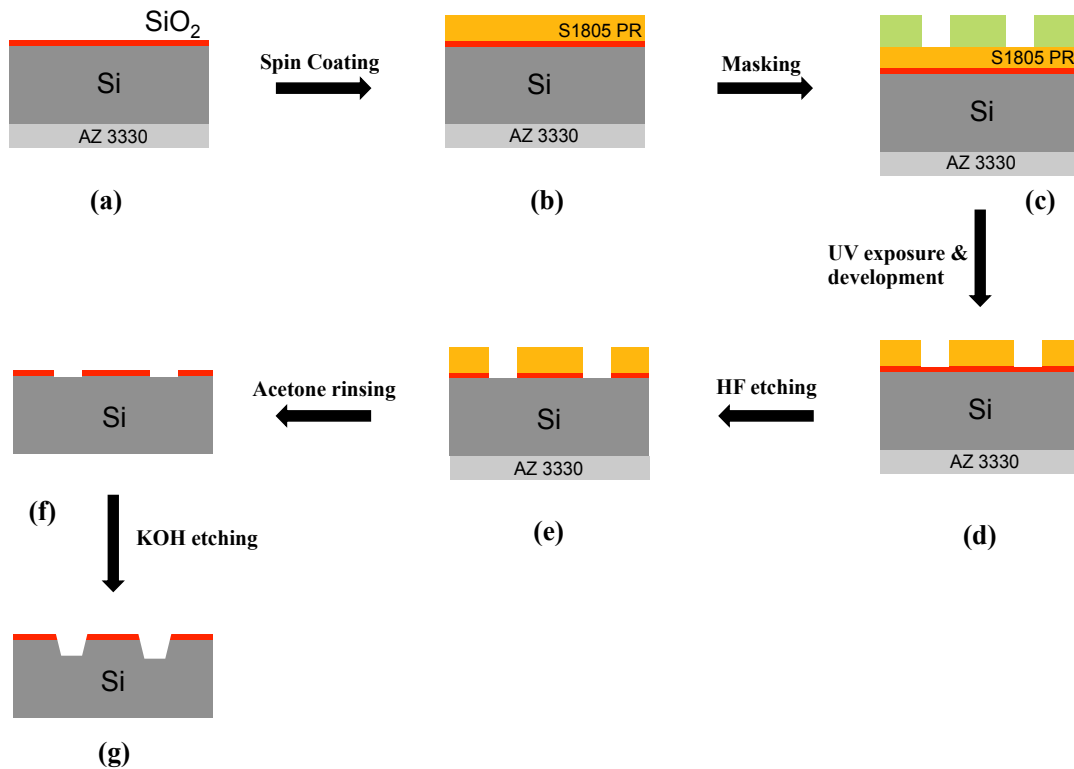 SiO2
Si
AZ 3330
(a)
Spin Coating
S1805 PR
Si
AZ 3330
(b)
Masking
S1805 PR
Si
AZ 3330
(c)
UV exposure &
development
Si
AZ 3330
(d)
HF etching
Si
AZ 3330
(e)
Acetone rinsing
Si
(f)
KOH etching
Si
(g)